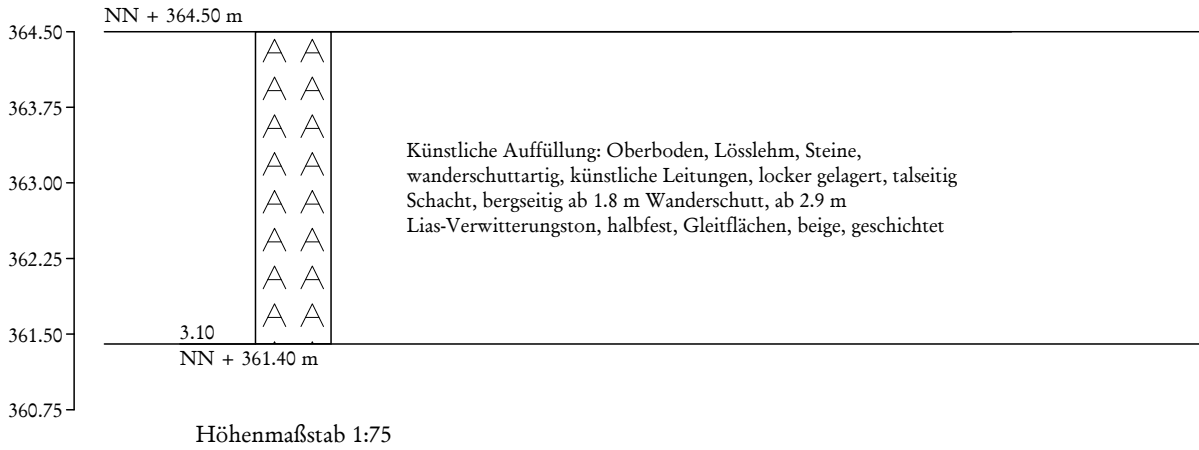 NN + 364.50 m
364.50
363.75
363.00
362.25
361.50
360.75
A A
A A
A A
A A
A A
A A
A A
A A
Künstliche Auffüllung: Oberboden, Lösslehm, Steine,
wanderschuttartig, künstliche Leitungen, locker gelagert, talseitig
Schacht, bergseitig ab 1.8 m Wanderschutt, ab 2.9 m
Lias-Verwitterungston, halbfest, Gleitflächen, beige, geschichtet
3.10
NN + 361.40 m
Höhenmaßstab 1:75